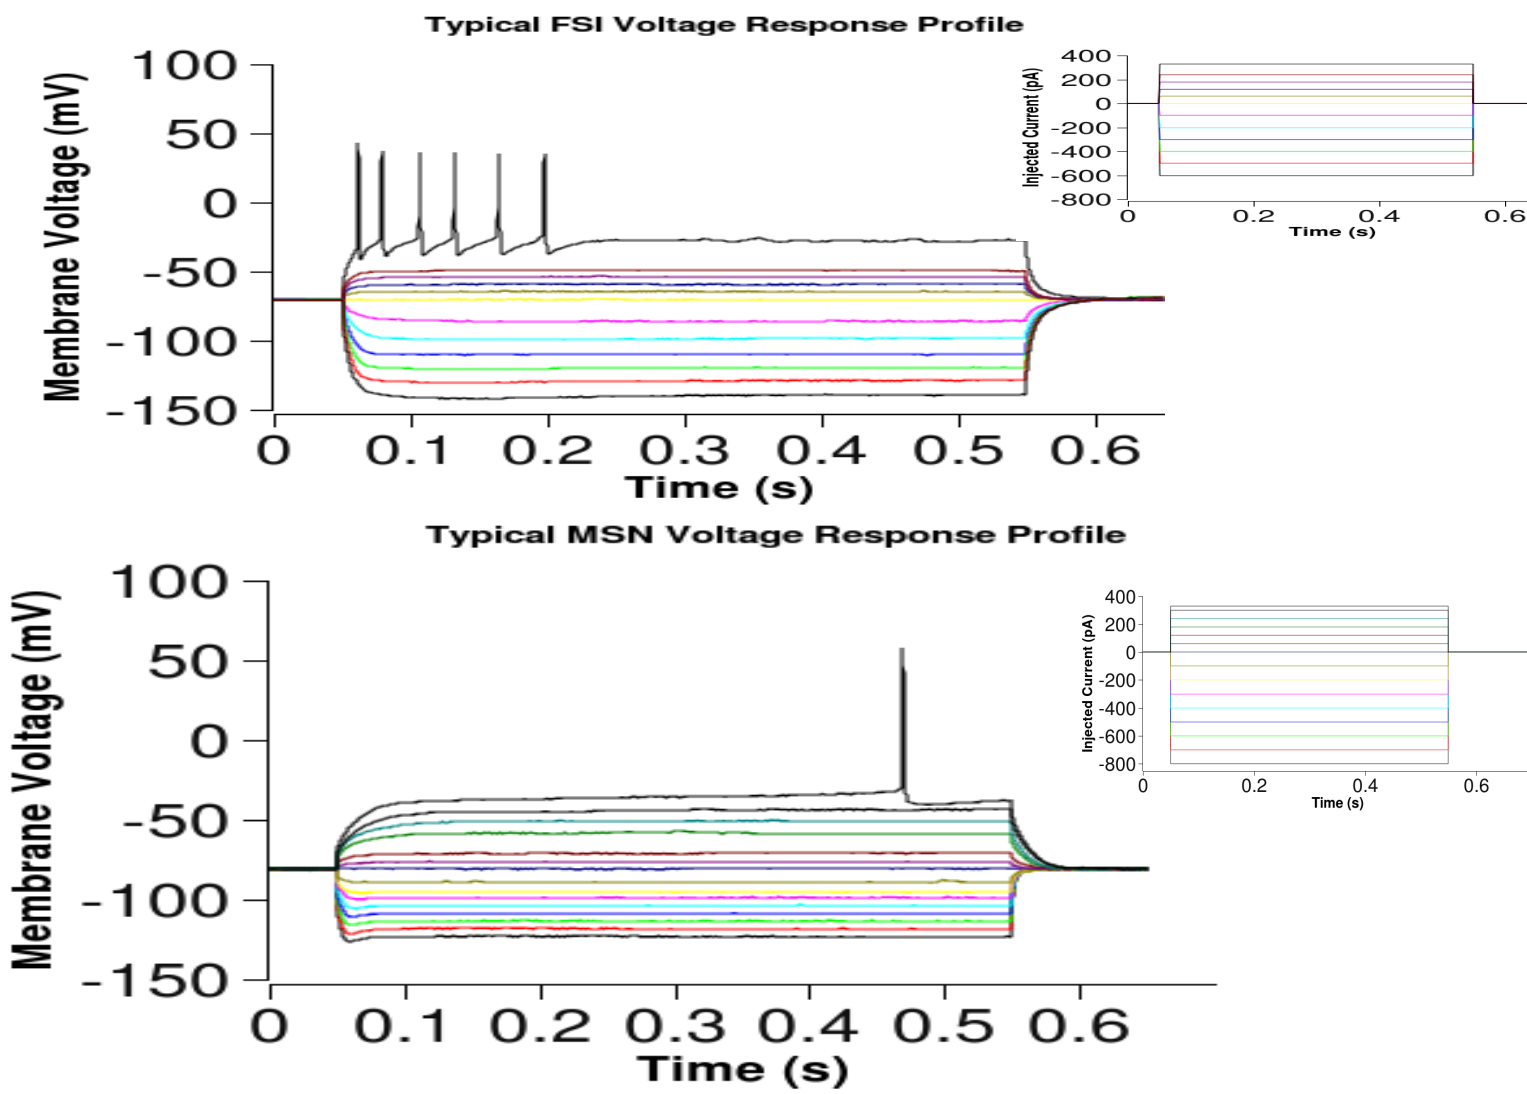 Typical FSI Voltage Response Profile
Membrane Voltage (mV)
100
50
0
-50
-100
-150
0 0.1 0.2 0.3 0.4 0.5 0.6
Time (s)
Injected Current (pA)
400
200
0
-200
-400
-600
-800
0 0.2 0.4 0.6
Time (s)
Typical MSN Voltage Response Profile
Membrane Voltage (mV)
100
50
0
-50
-100
-150
0 0.1 0.2 0.3 0.4 0.5 0.6
Time (s)
Injected Current (pA)
400
200
0
-200
-400
-600
-800
0 0.2 0.4 0.6
Time (s)